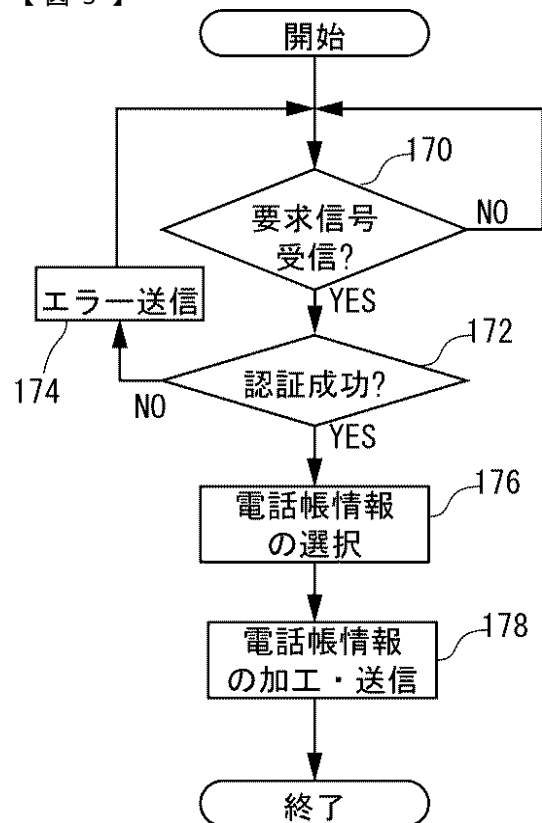 開始
170
要求信号
受信?
NO
YES
エラー送信
174
172
認証成功?
NO
YES
176
電話帳情報
の選択
178
電話帳情報
の加工・送信
終了